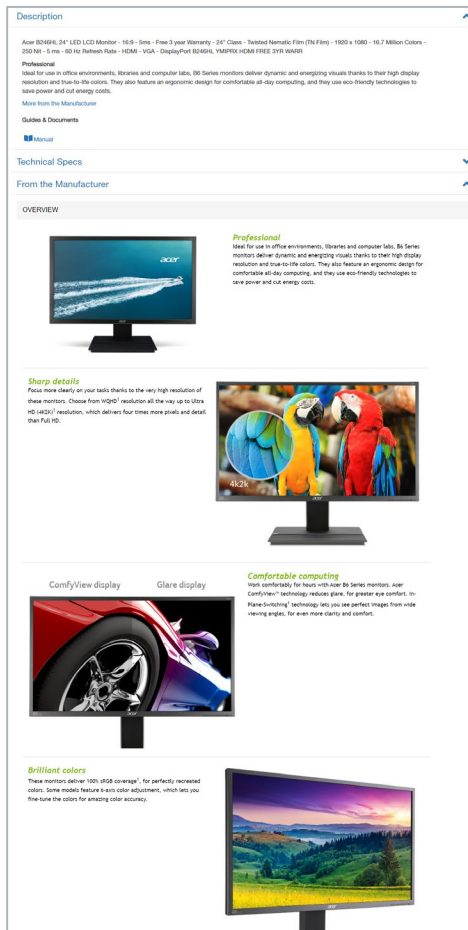 Description
Acer B246HL 24" LED LCD Monitor - 16:9 - 5ms - Free 3 year Warranty - 24" Class - Twisted Nematic Film (TN Film) - 1920 x 1080 - 16.7 Million Colors -
250 Nit - 5 ms - 60 Hz Refresh Rate - HDMI - VGA - DisplayPort B246HL YMIPRX HDMI FREE 3YR WARR
Professional
Ideal for use in office environments, libraries and computer labs, B6 Series monitors deliver dynamic and energizing visuals thanks to their high display
resolution and true-to-life colors. They also feature an ergonomic design for comfortable all-day computing, and they use eco-friendly technologies to
save power and cut energy costs.
More from the Manufacturer
Guides & Documents
Manual
Technical Specs
From the Manufacturer
OVERVIEW
Professional
Ideal for use in office environments, libraries and computer labs, B6 Series
monitors deliver dynamic and energizing visuals thanks to their high display
resolution and true-to-life colors. They also feature an ergonomic design for
comfortable all-day computing, and they use eco-friendly technologies to
save power and cut energy costs.
acer
acer
Sharp details
Focus more clearly on your tasks thanks to the very high resolution of
these monitors. Choose from WQHD¹ resolution all the way up to Ultra
HD (4K2K)¹ resolution, which delivers four times more pixels and detail
than Full HD.
4k2k
acer
Comfortable computing
Work comfortably for hours with Acer B6 Series monitors. Acer
ComfyView™ technology reduces glare, for greater eye comfort. In-
Plane-Switching¹ technology lets you see perfect images from wide
viewing angles, for even more clarity and comfort.
ComfyView display Glare display
acer
Brilliant colors
These monitors deliver 100% sRGB coverage¹, for perfectly recreated
colors. Some models feature 6-axis color adjustment, which lets you
fine-tune the colors for amazing color accuracy.
acer